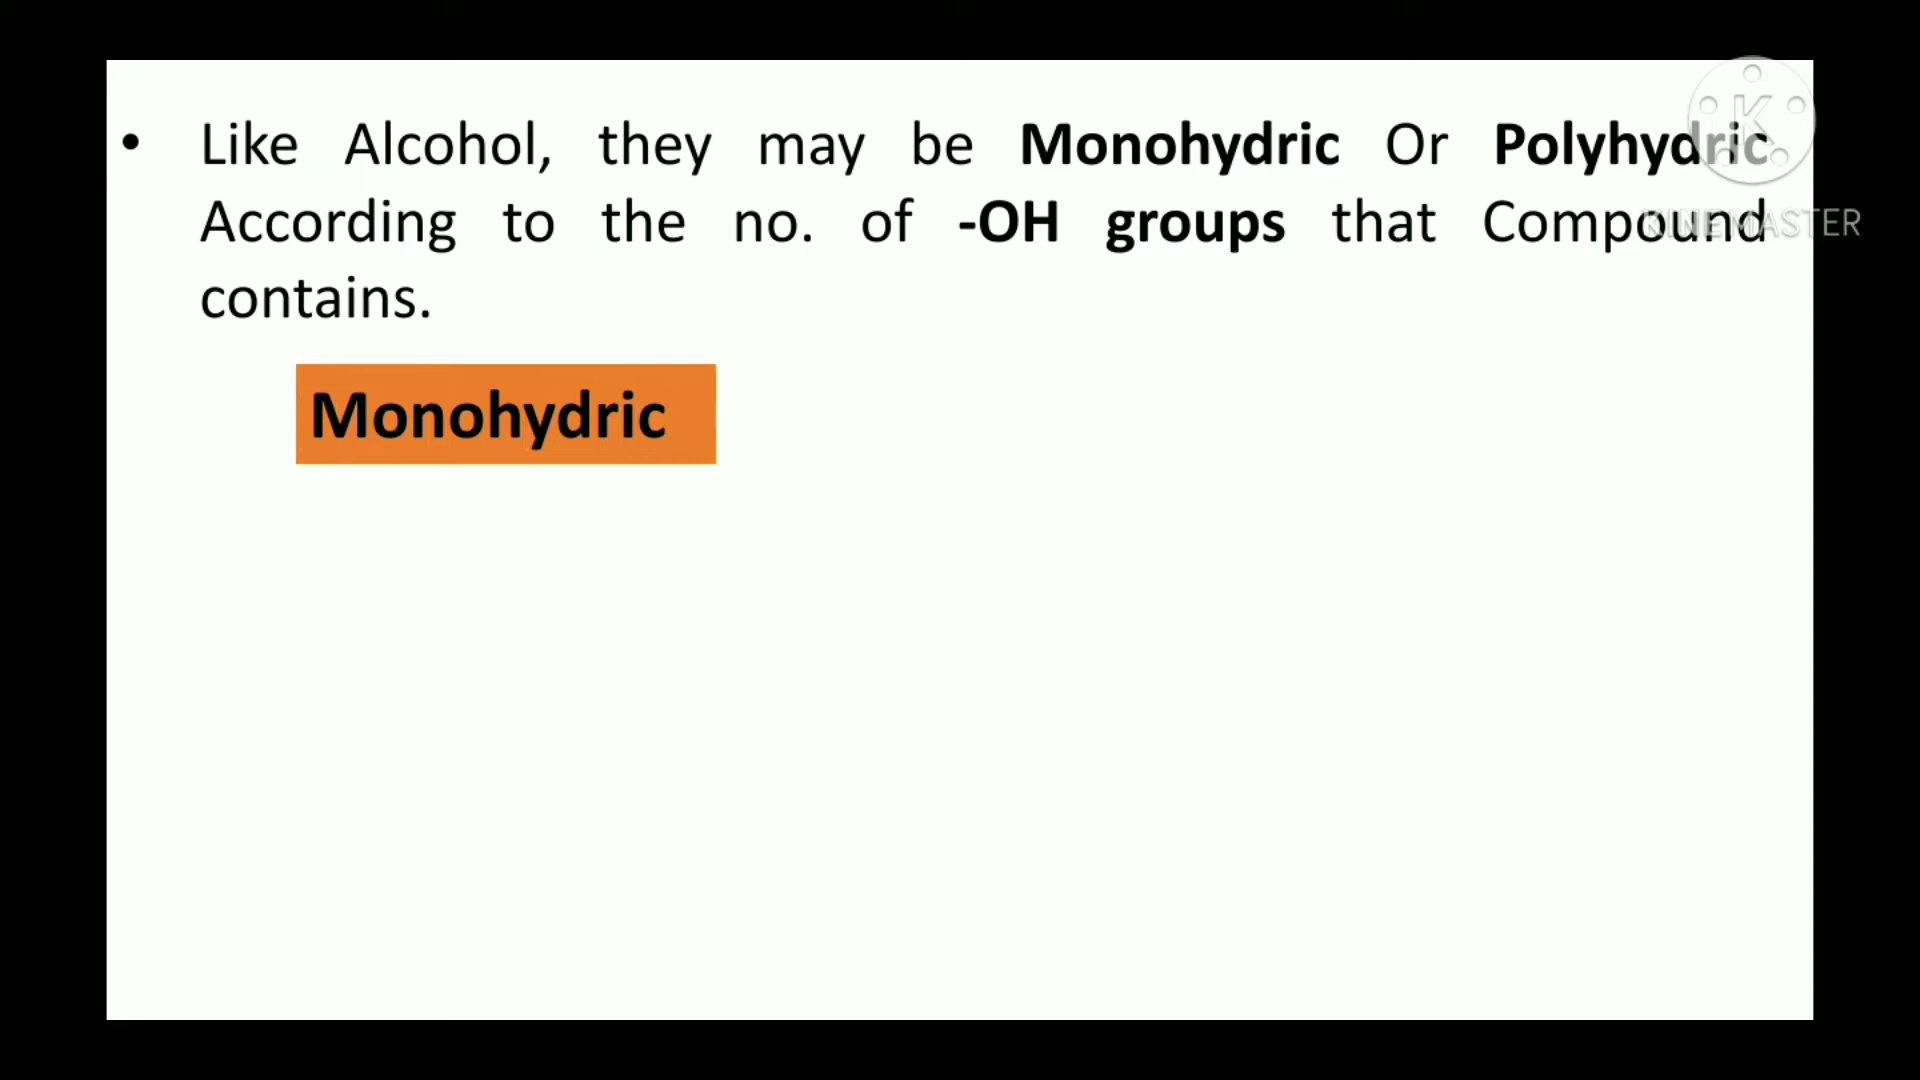 • Like Alcohol, they may be Monohydric Or Polyhydric
According to the no. of -OH groups that Compound
contains.
Monohydric
K
KINEMASTER